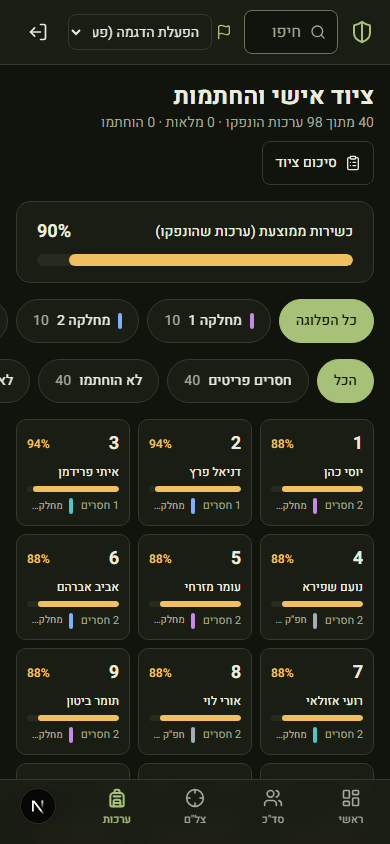 חיפו
הפעלת הדגמה (פע
ציוד אישי והחתמות
40 מתוך 98 ערכות הונפקו · 0 מלאות · 0 הוחתמו
סיכום ציוד
כשירות ממוצעת (ערכות שהונפקו) 90%
כל הפלוגה מחלקה 1 10 מחלקה 2 10
הכל חסרים פריטים 40 לא הוחתמו 40 לא
1 88%
יוסי כהן
2 חסרים מחלק...
2 94%
דניאל פרץ
1 חסרים מחלק...
3 94%
איתי פרידמן
1 חסרים מחלק...
4 88%
נועם שפירא
2 חסרים חפ"ק ...
5 88%
עומר מזרחי
2 חסרים מחלק...
6 88%
אביב אברהם
2 חסרים מחלק...
7 88%
רועי אזולאי
2 חסרים מחלק...
8 88%
אורי לוי
2 חסרים חפ"ק ...
9 88%
תומר ביטון
2 חסרים מחלק...
ראשי
סד"כ
צל"ם
ערכות
N